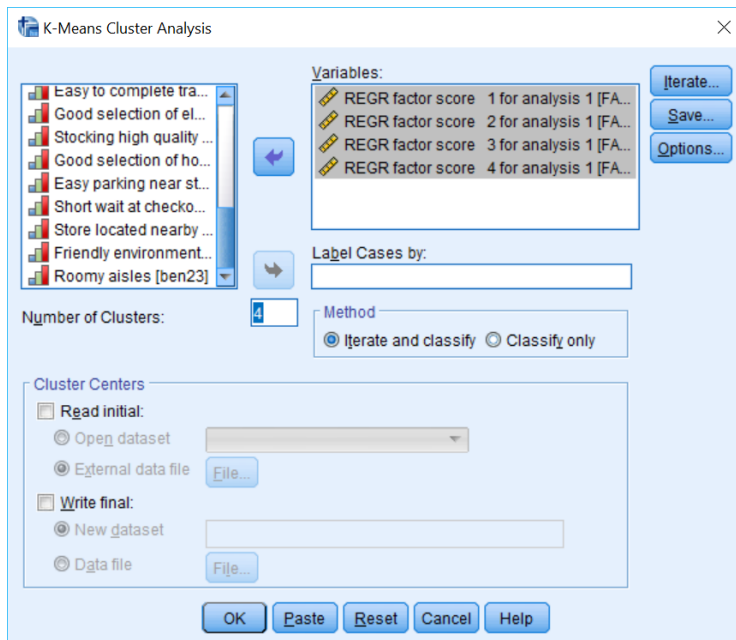 K-Means Cluster Analysis
Easy to complete tra...
Good selection of el...
Stocking high quality ...
Good selection of ho...
Easy parking near st...
Short wait at checko...
Store located nearby ...
Friendly environment...
Roomy aisles [ben23]
Variables:
REGR factor score 1 for analysis 1 [FA...
REGR factor score 2 for analysis 1 [FA...
REGR factor score 3 for analysis 1 [FA...
REGR factor score 4 for analysis 1 [FA...
Iterate...
Save...
Options...
Label Cases by:
Number of Clusters: 4
Method
Iterate and classify Classify only
Cluster Centers
Read initial:
Open dataset
External data file File...
Write final:
New dataset
Data file File...
OK Paste Reset Cancel Help